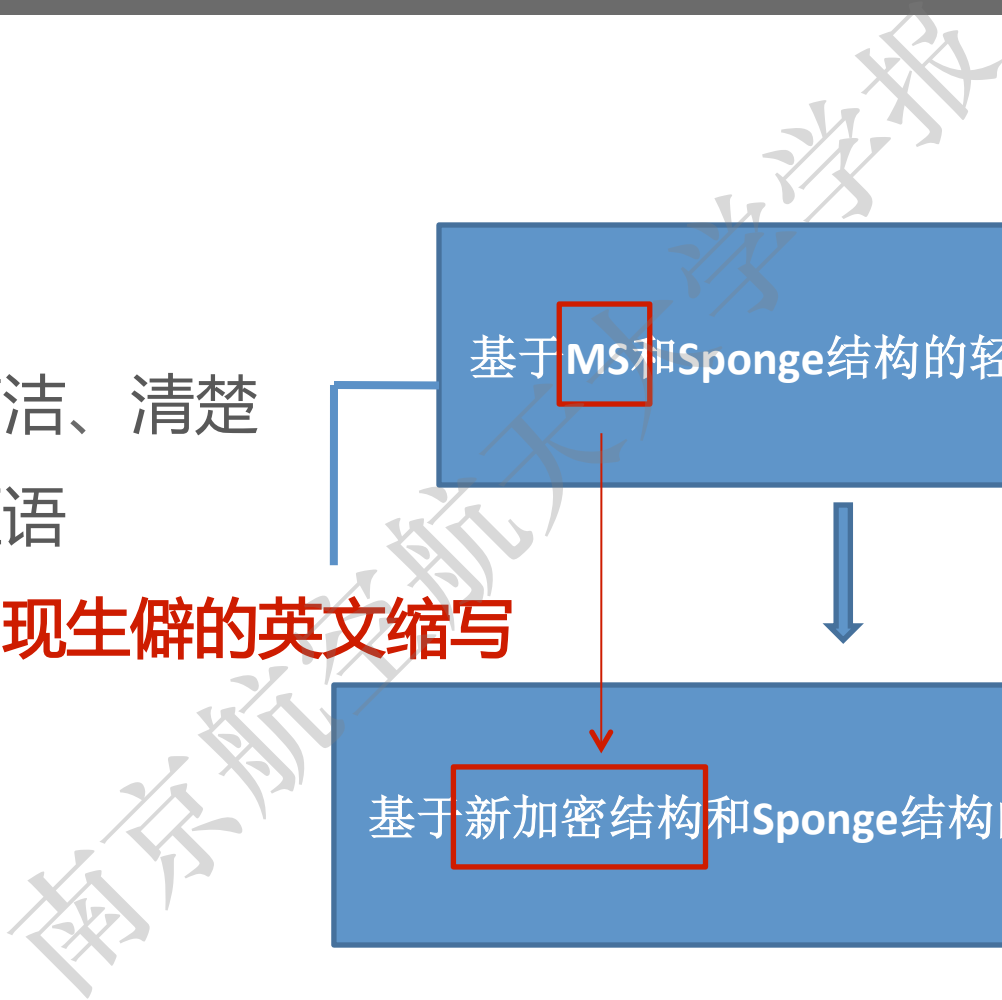 基于MS和Sponge结构的轻
洁、清楚
语
现生僻的英文缩写
基于新加密结构和Sponge结构
南京航空航天大学学报